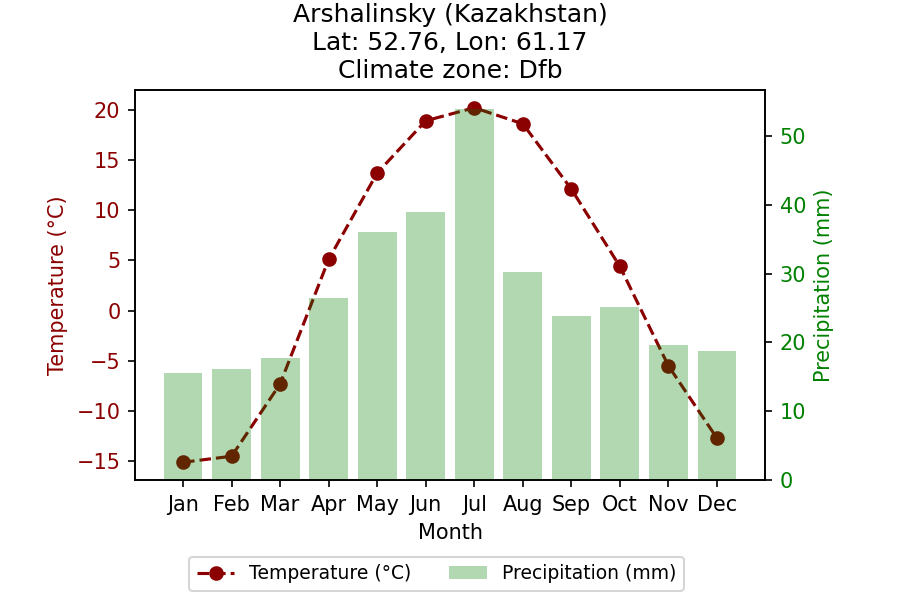 Arshalinsky (Kazakhstan)
Lat: 52.76, Lon: 61.17
Climate zone: Dfb
Temperature (°C)
20
15
10
5
0
−5
−10
−15
Precipitation (mm)
50
40
30
20
10
0
Jan Feb Mar Apr May Jun Jul Aug Sep Oct Nov Dec
Month
Temperature (°C) Precipitation (mm)